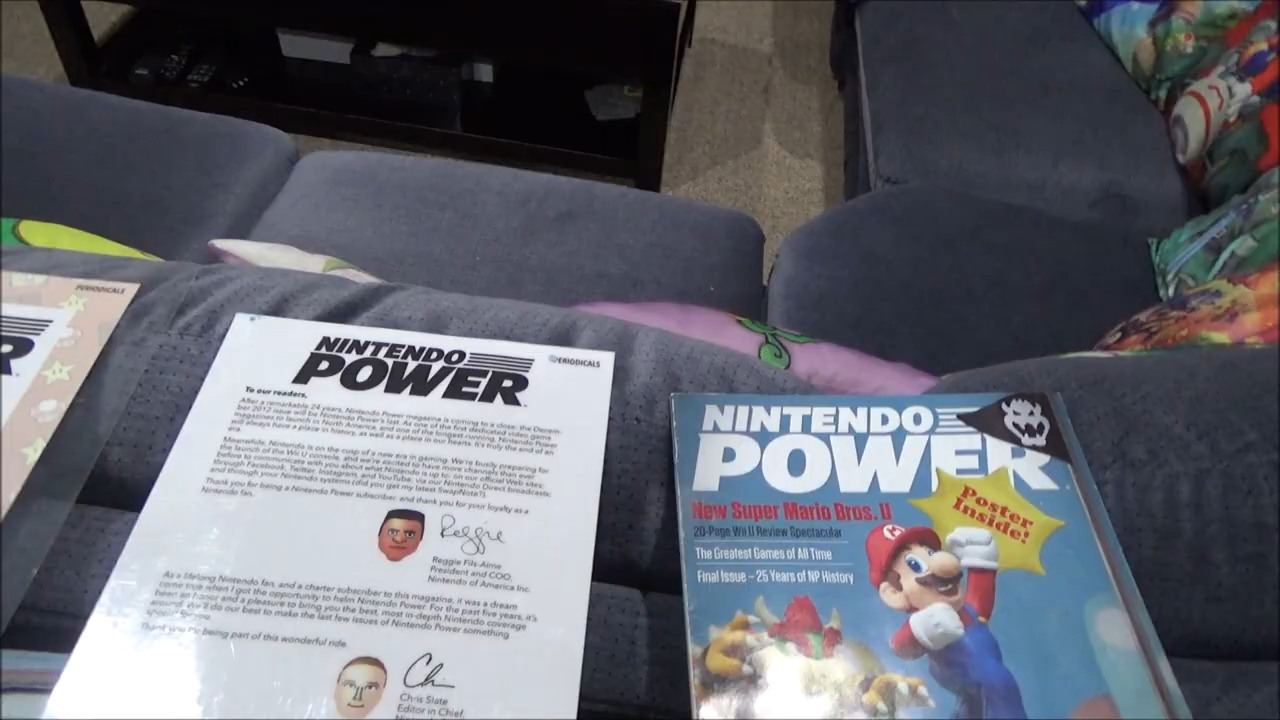 PERIODICALS
R.
NINTENDO
POWER.
PERIODICALS
To our readers,
After a remarkable 24 years, Nintendo Power magazine is coming to a close: the Decem-
ber 2012 issue will be Nintendo Power's last. As one of the first dedicated video game
magazines to launch in North America, and one of the longest-running, Nintendo Power
will always have a place in history, as well as a place in our hearts. It's truly the end of an
era.
Meanwhile, Nintendo is on the cusp of a new era in gaming. We're busily preparing for
the launch of the Wii U console, and we're excited to have more channels than ever
before to communicate with you about what Nintendo is up to: on our official Web sites;
through Facebook, Twitter, Instagram, and YouTube; via our Nintendo Direct broadcasts;
and through your Nintendo systems (did you get my latest SwapNote?).
Thank you for being a Nintendo Power subscriber, and thank you for your loyalty as a
Nintendo fan.
Reggie
Reggie Fils-Aime
President and COO,
Nintendo of America Inc.
As a lifelong Nintendo fan, and a charter subscriber to this magazine, it was a dream
come true when I got the opportunity to helm Nintendo Power. For the past five years, it's
been an honor and a pleasure to bring you the best, most in-depth Nintendo coverage
around. We'll do our best to make the last few issues of Nintendo Power something
special for you.
Thank you for being part of this wonderful ride.
Chris Slate
Editor in Chief,
NINTENDO
POWER.
New Super Mario Bros. U
20-Page Wii U Review Spectacular
The Greatest Games of All Time
Final Issue – 25 Years of NP History
Poster
Inside!
M